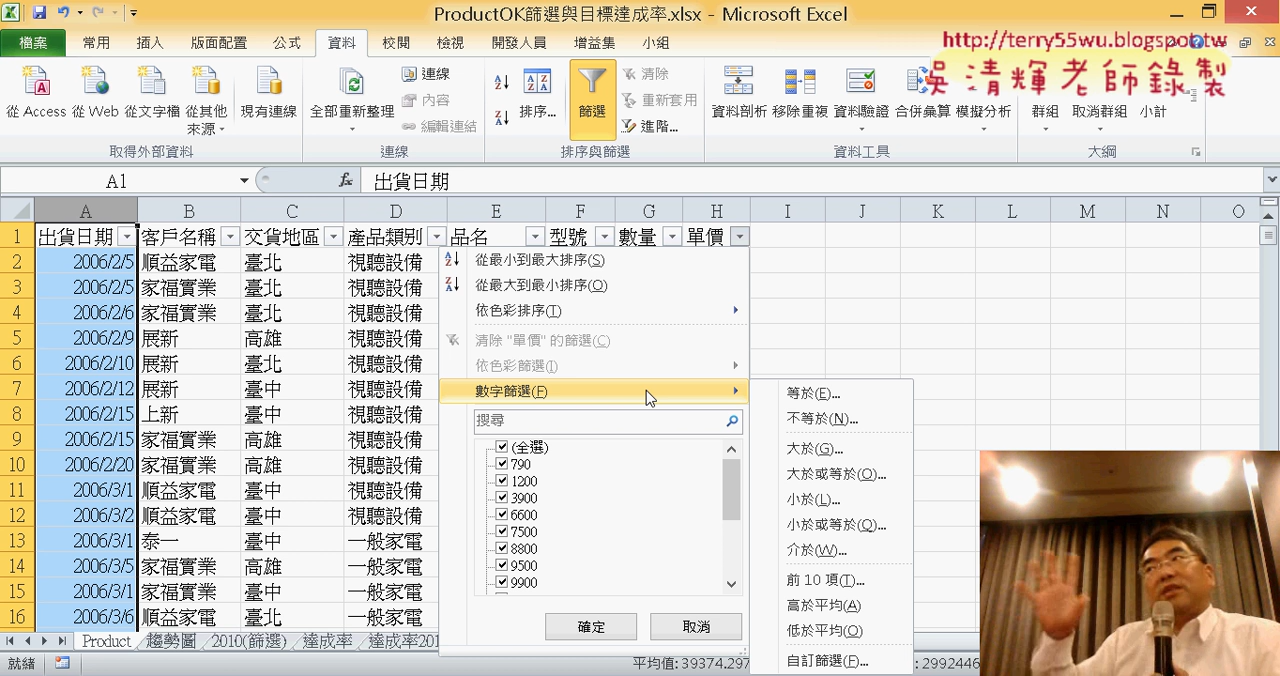 ProductOK篩選與目標達成率.xlsx - Microsoft Excel
檔案 常用 插入 版面配置 公式 資料 校閱 檢視 開發人員 增益集 小組
http://terry55wu.blogspot.tw
吳清輝老師錄製
從 Access 從 Web 從文字檔 從其他來源 現有連線 全部重新整理 連線 內容 編輯連結 排序... 篩選 清除 重新套用 進階... 資料剖析 移除重複 資料驗證 合併彙算 模擬分析 群組 取消群組 小計
取得外部資料 連線 排序與篩選 資料工具 大綱
A1 fx 出貨日期
A B C D E F G H I J K L M N O
1 出貨日期 客戶名稱 交貨地區 產品類別 品名 型號 數量 單價
2 2006/2/5 順益家電 臺北 視聽設備
3 2006/2/5 家福實業 臺北 視聽設備
4 2006/2/6 家福實業 臺北 視聽設備
5 2006/2/9 展新 高雄 視聽設備
6 2006/2/10 展新 臺北 視聽設備
7 2006/2/12 展新 臺中 視聽設備
8 2006/2/15 上新 臺中 視聽設備
9 2006/2/15 家福實業 高雄 視聽設備
10 2006/2/20 家福實業 高雄 視聽設備
11 2006/3/1 順益家電 臺中 視聽設備
12 2006/3/2 順益家電 臺中 視聽設備
13 2006/3/1 泰一 臺中 一般家電
14 2006/3/5 家福實業 高雄 一般家電
15 2006/3/1 家福實業 臺中 一般家電
16 2006/3/6 順益家電 臺北 一般家電
從最小到最大排序(S)
從最大到最小排序(O)
依色彩排序(T)
清除 "單價" 的篩選(C)
依色彩篩選(I)
數字篩選(F)
搜尋
(全選)
790
1200
3900
6600
7500
8800
9500
9900
確定 取消
等於(E)...
不等於(N)...
大於(G)...
大於或等於(O)...
小於(L)...
小於或等於(Q)...
介於(W)...
前 10 項(T)...
高於平均(A)
低於平均(O)
自訂篩選(F)...
Product 趨勢圖 2010(篩選) 達成率 達成率201
就緒 平均值: 39374.297 : 2992446